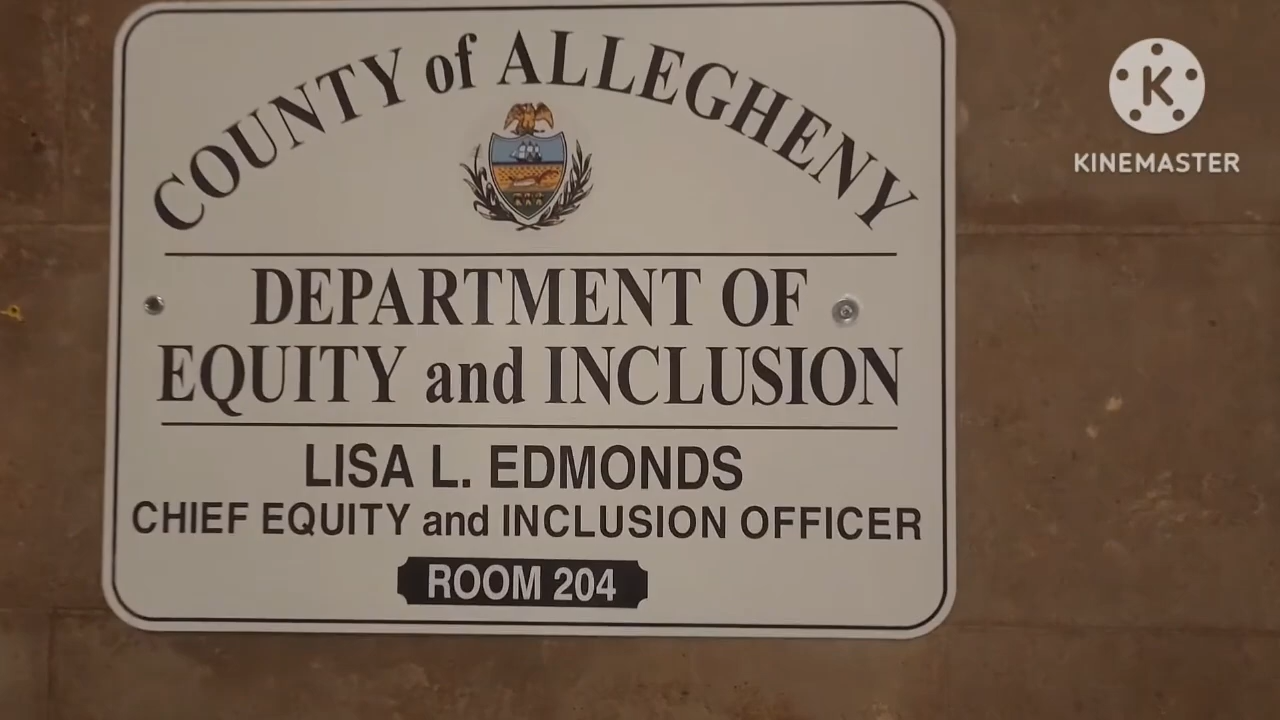 COUNTY of ALLEGHENY
DEPARTMENT OF
EQUITY and INCLUSION
LISA L. EDMONDS
CHIEF EQUITY and INCLUSION OFFICER
ROOM 204
K
KINEMASTER